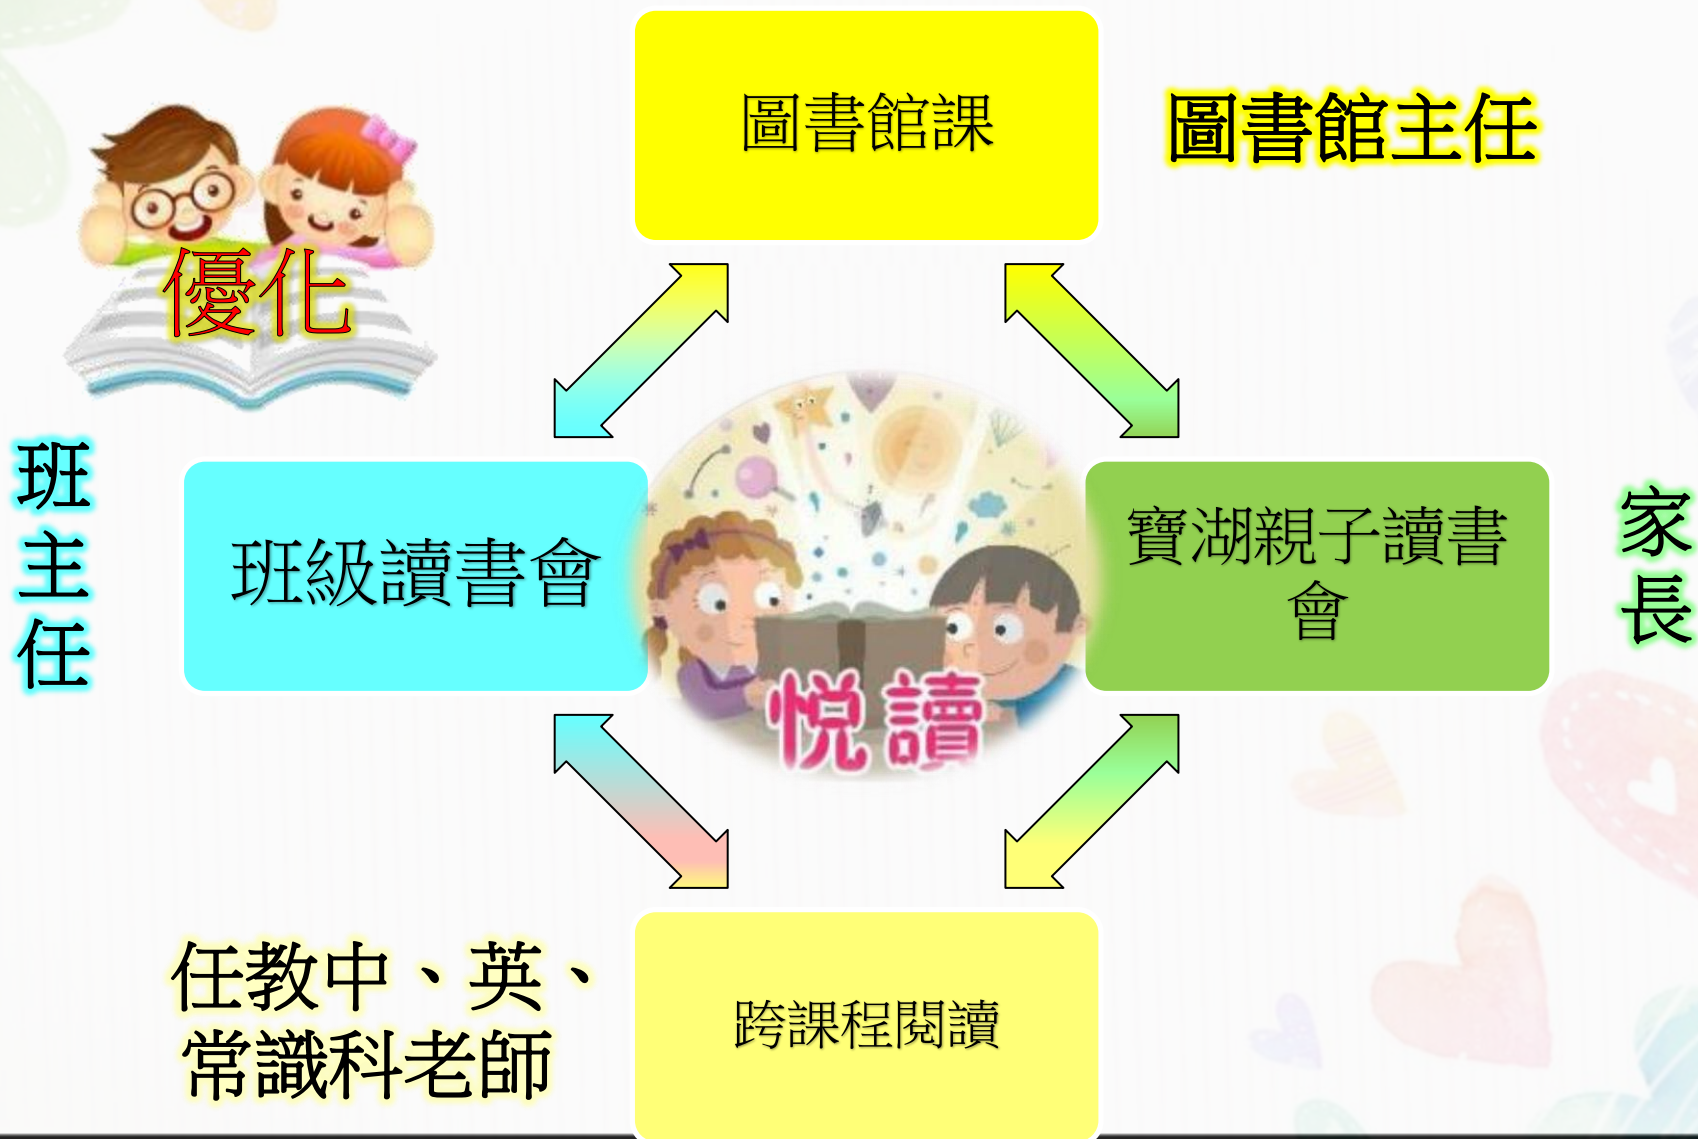 圖書館課
圖書館主任
優化
班主任
班級讀書會
悦讀
寶湖親子讀書
會
家長
任教中、英、
常識科老師
跨課程閱讀